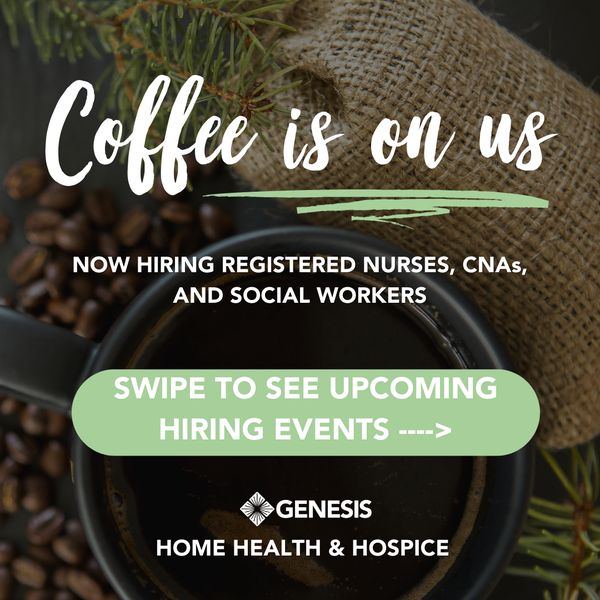 Coffee is on us
NOW HIRING REGISTERED NURSES, CNAs,
AND SOCIAL WORKERS
SWIPE TO SEE UPCOMING
HIRING EVENTS ---->
GENESIS
HOME HEALTH & HOSPICE